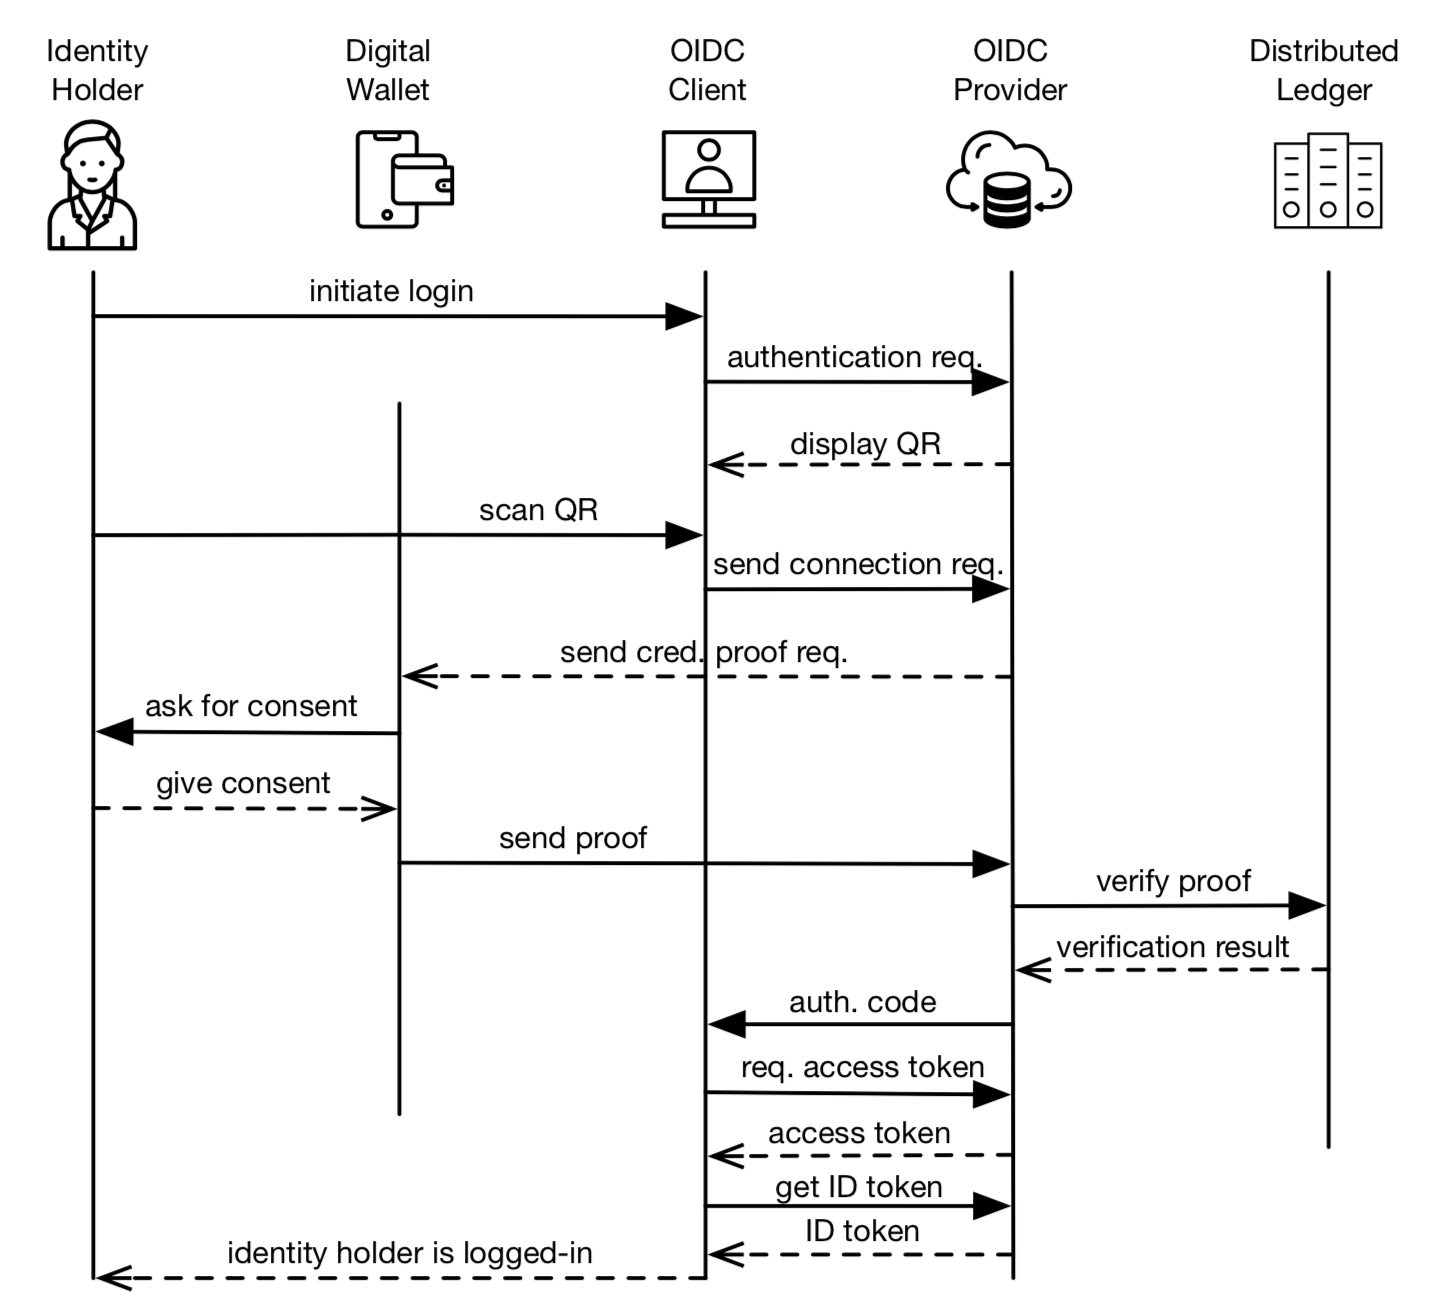 Identity
Holder
Digital
Wallet
OIDC
Client
OIDC
Provider
Distributed
Ledger
initiate login
authentication req.
display QR
scan QR
send connection req.
send cred. proof req.
ask for consent
give consent
send proof
verify proof
verification result
auth. code
req. access token
access token
get ID token
ID token
identity holder is logged-in